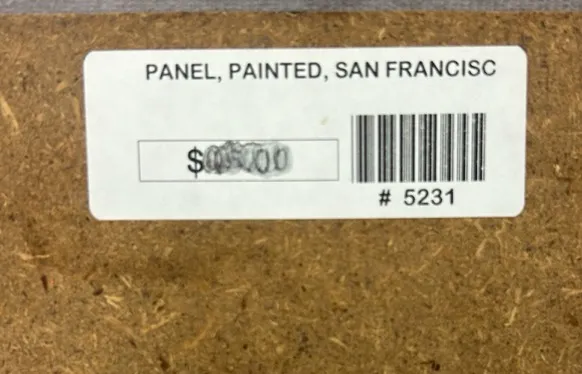 PANEL, PAINTED, SAN FRANCISC
$
# 5231